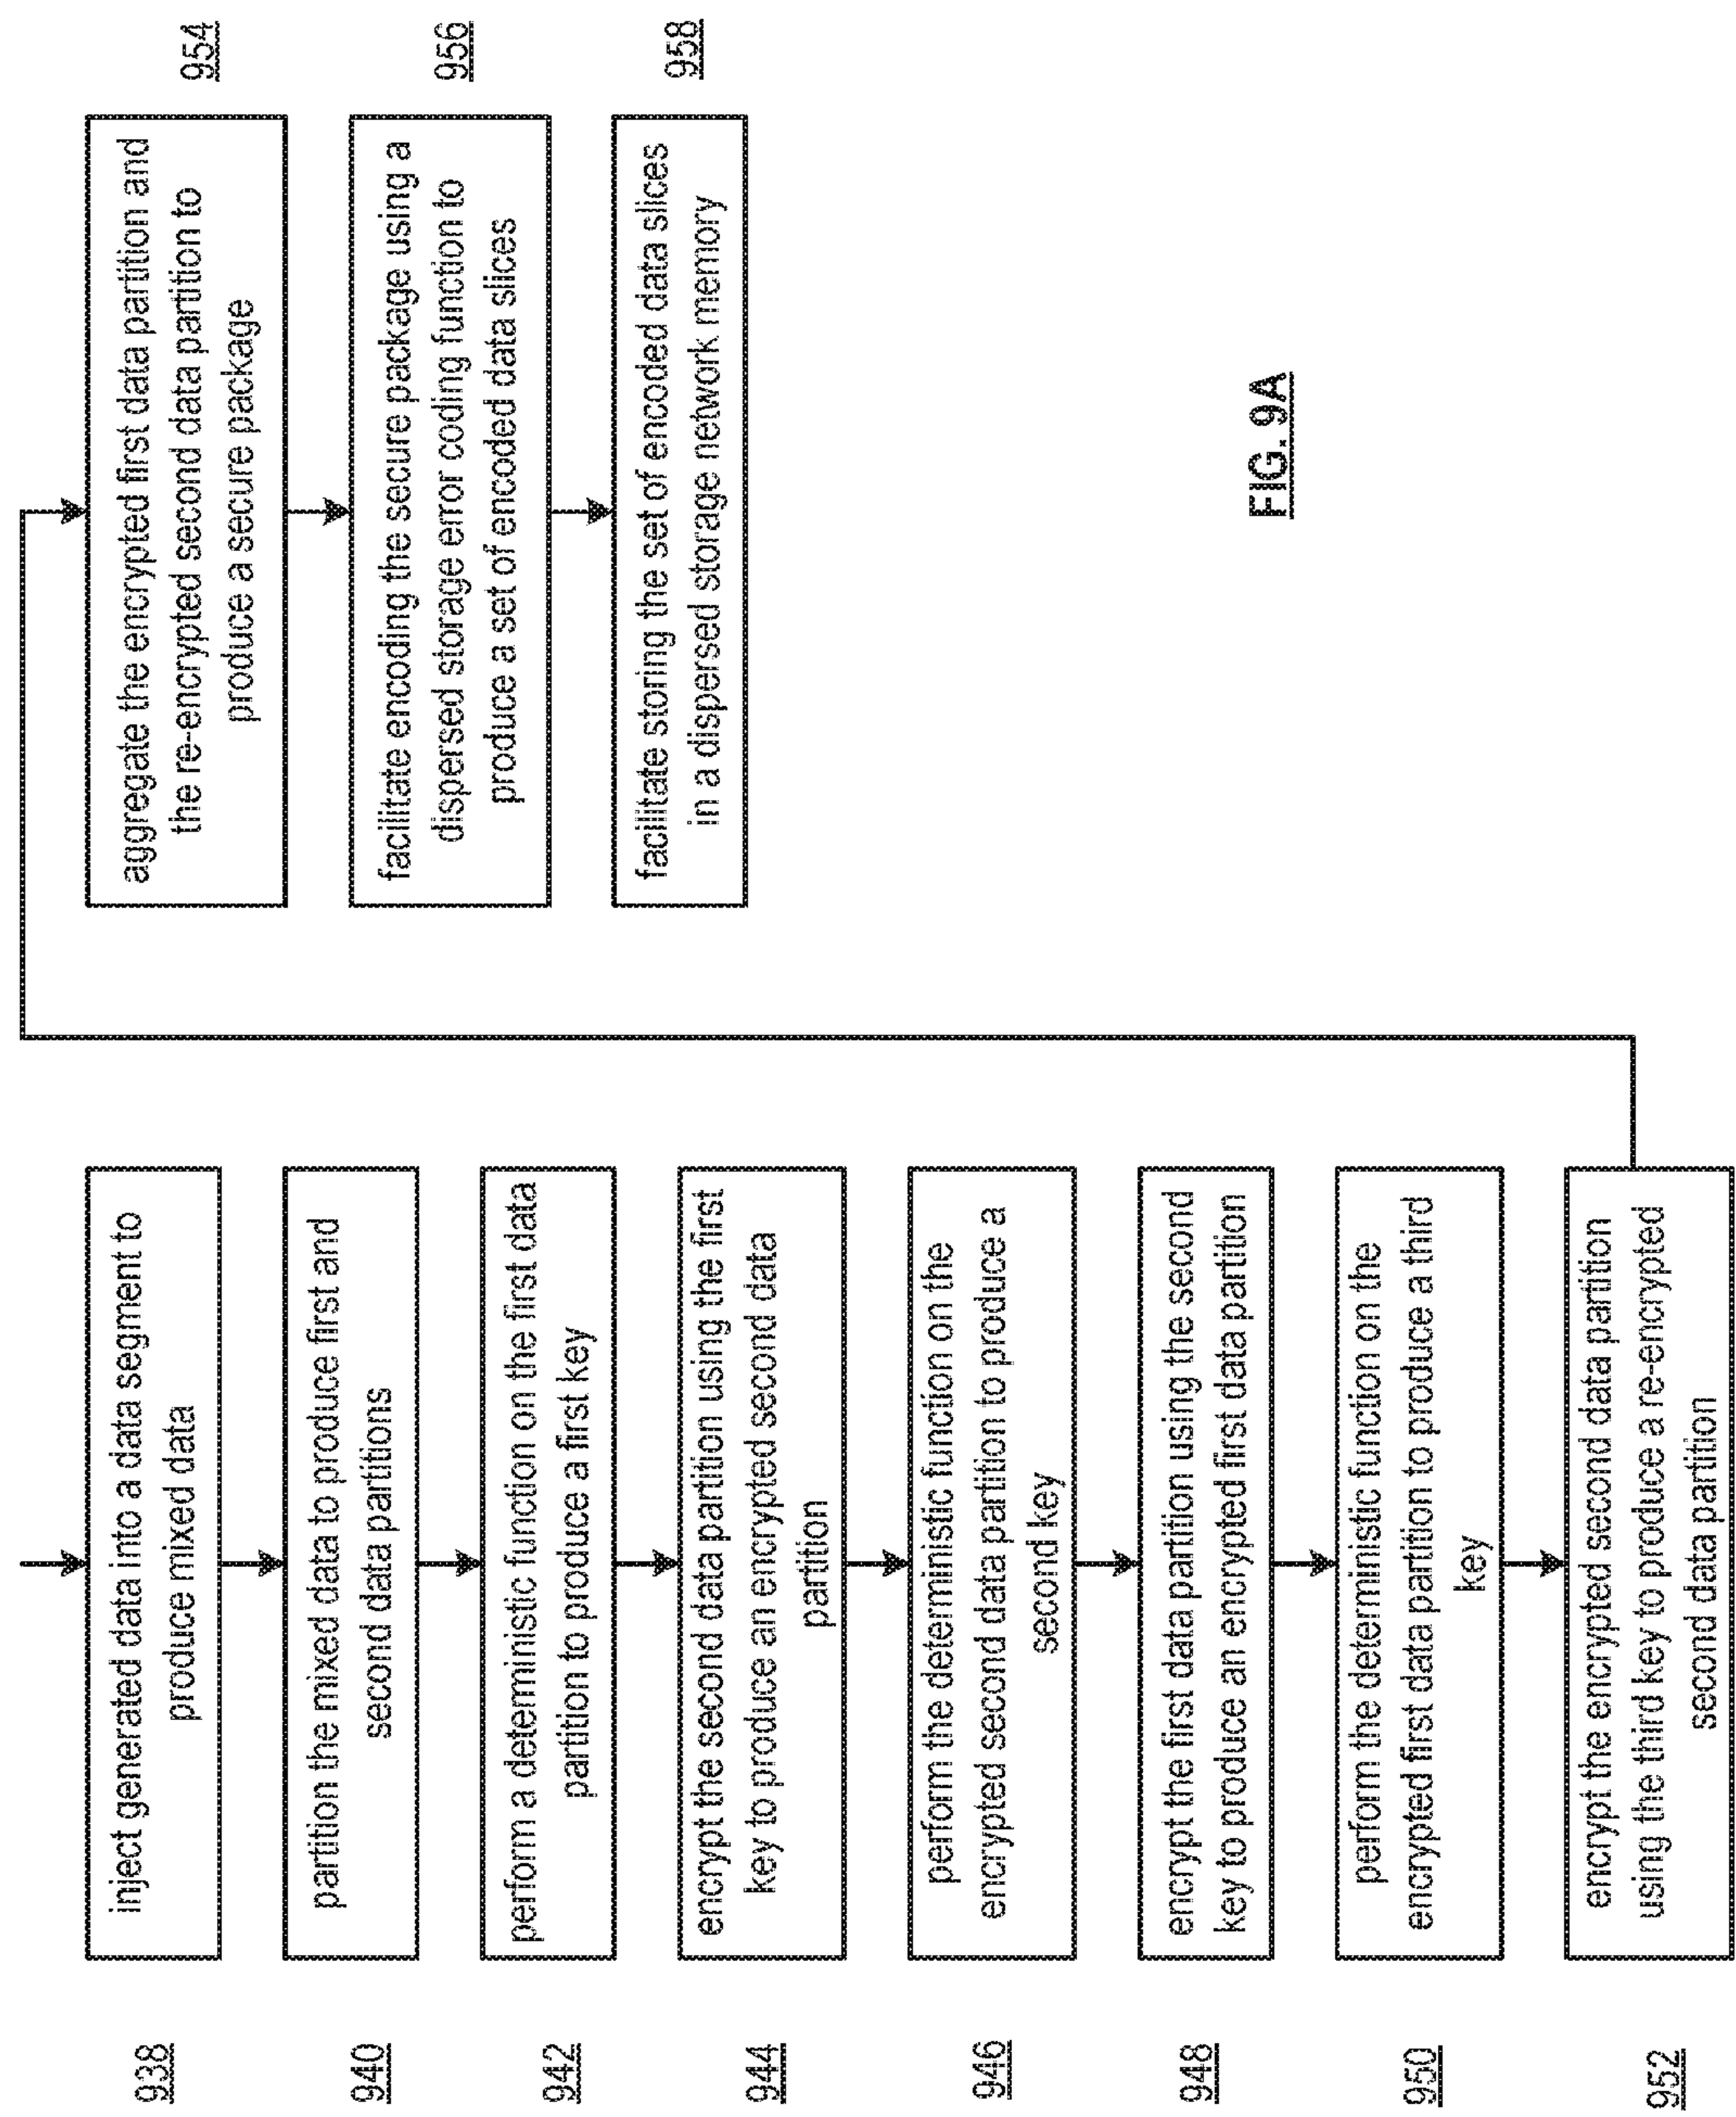 938
inject generated data into a data segment to
produce mixed data
940
partition the mixed data to produce first and
second data partitions
942
perform a deterministic function on the first data
partition to produce a first key
944
encrypt the second data partition using the first
key to produce an encrypted second data
partition
946
perform the deterministic function on the
encrypted second data partition to produce a
second key
948
encrypt the first data partition using the second
key to produce an encrypted first data partition
950
perform the deterministic function on the
encrypted first data partition to produce a third
key
952
encrypt the encrypted second data partition
using the third key to produce a re-encrypted
second data partition
954
aggregate the encrypted first data partition and
the re-encrypted second data partition to
produce a secure package
956
facilitate encoding the secure package using a
dispersed storage error coding function to
produce a set of encoded data slices
958
facilitate storing the set of encoded data slices
in a dispersed storage network memory
FIG. 9A